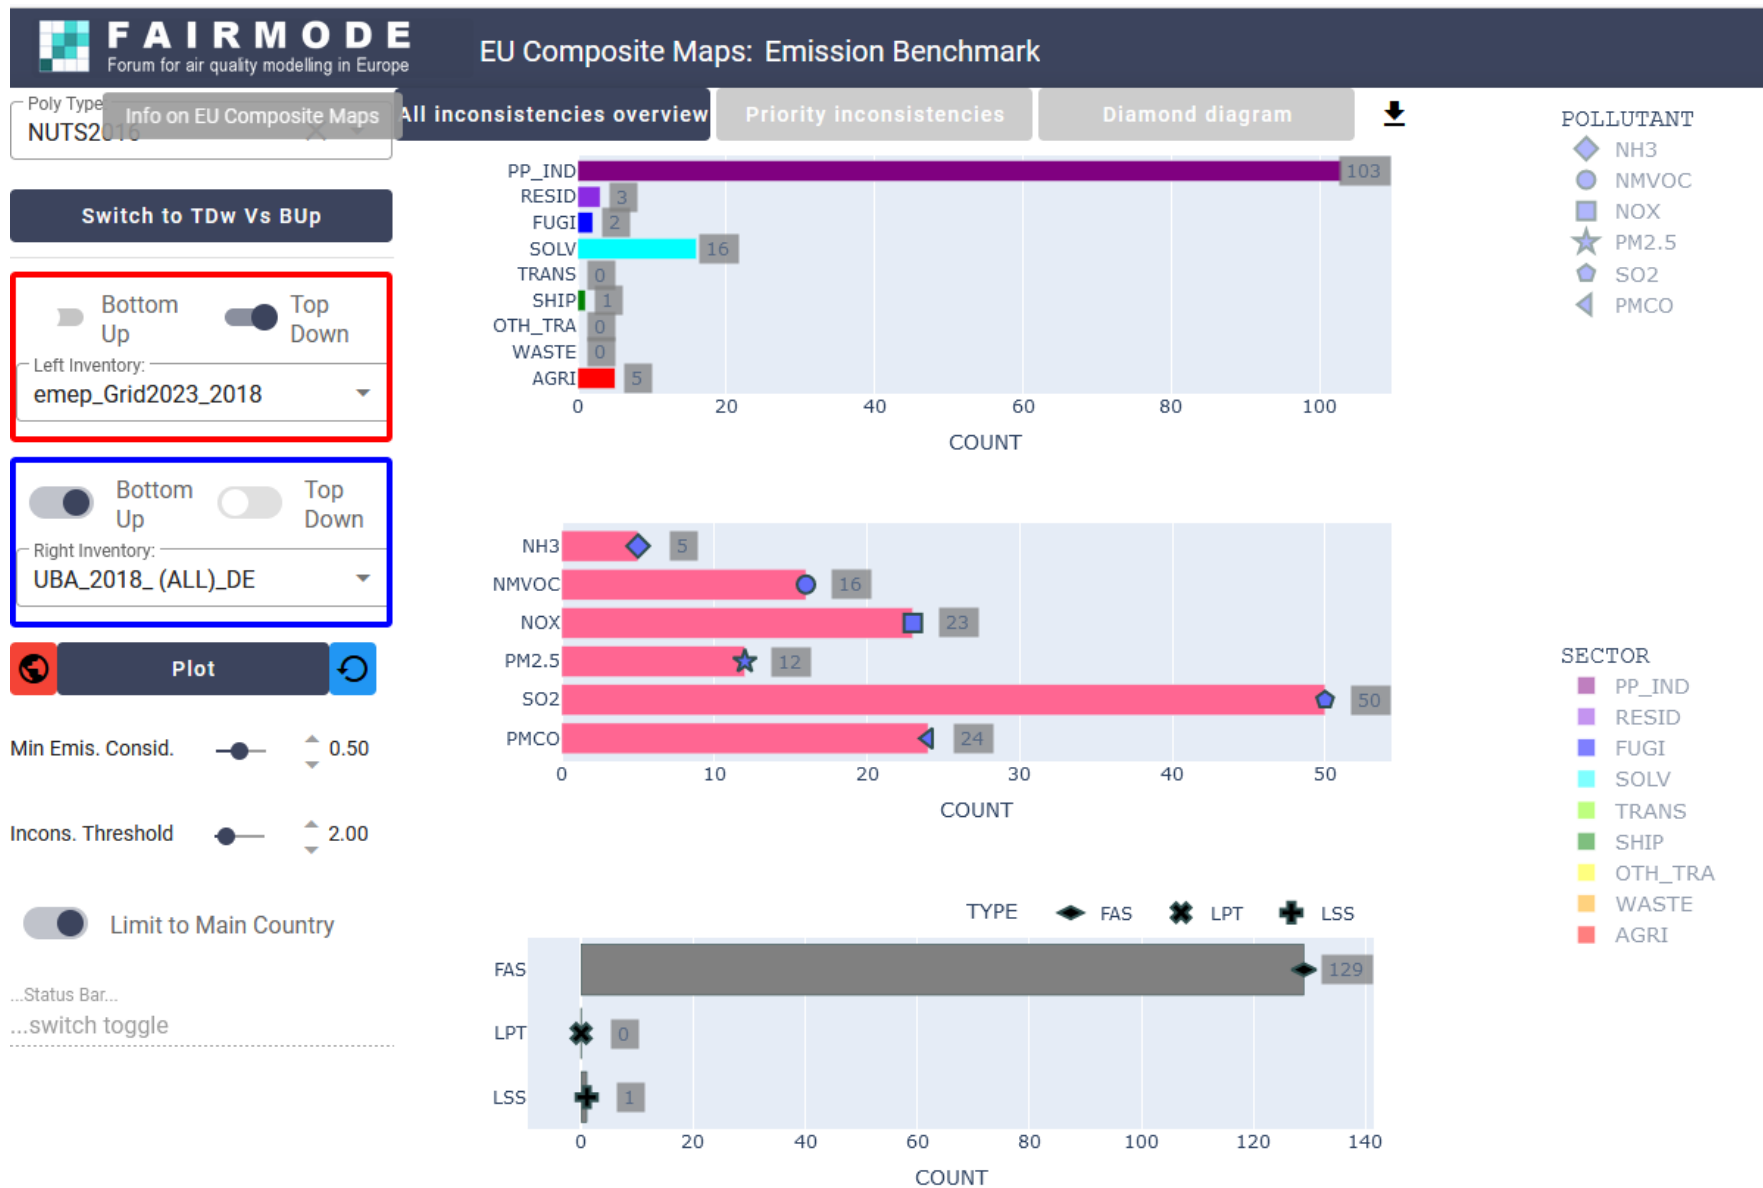 FAIRMODE
Forum for air quality modelling in Europe
EU Composite Maps: Emission Benchmark
Poly Type
NUTS2016
Info on EU Composite Maps
All inconsistencies overview
Priority inconsistencies
Diamond diagram
Switch to TDw Vs BUp
Bottom Up
Top Down
Left Inventory:
emep_Grid2023_2018
Bottom Up
Top Down
Right Inventory:
UBA_2018_ (ALL)_DE
Plot
Min Emis. Consid.
0.50
Incons. Threshold
2.00
Limit to Main Country
...Status Bar...
...switch toggle
PP_IND 103
RESID 3
FUGI 2
SOLV 16
TRANS 0
SHIP 1
OTH_TRA 0
WASTE 0
AGRI 5
0 20 40 60 80 100
COUNT
NH3 5
NMVOC 16
NOX 23
PM2.5 12
SO2 50
PMCO 24
0 10 20 30 40 50
COUNT
TYPE FAS LPT LSS
FAS 129
LPT 0
LSS 1
0 20 40 60 80 100 120 140
COUNT
POLLUTANT
NH3
NMVOC
NOX
PM2.5
SO2
PMCO
SECTOR
PP_IND
RESID
FUGI
SOLV
TRANS
SHIP
OTH_TRA
WASTE
AGRI